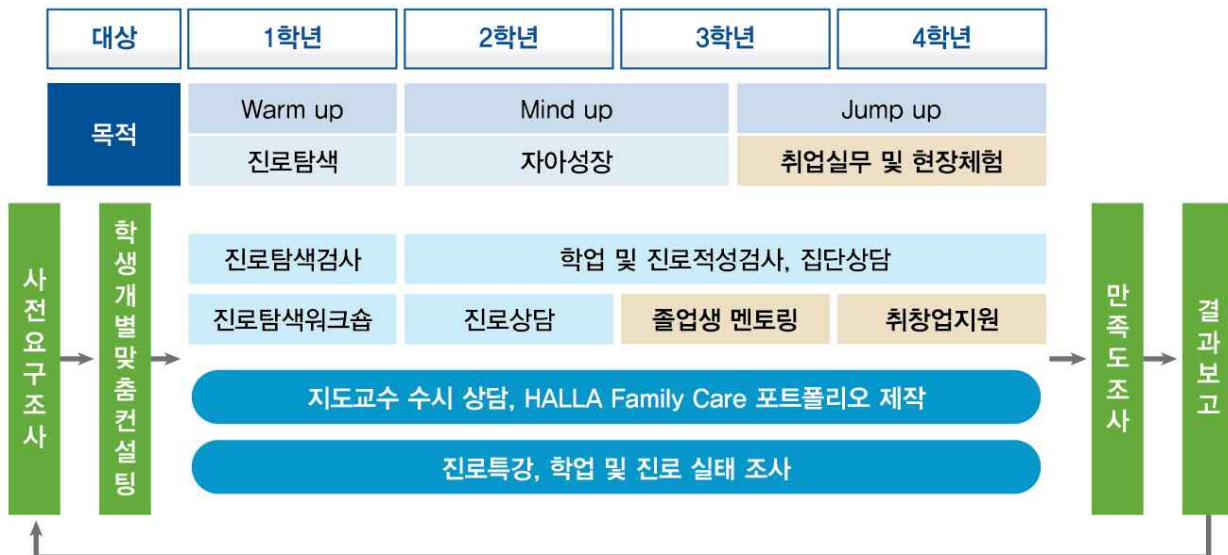 대상
1학년
2학년
3학년
4학년
목적
Warm up
Mind up
Jump up
진로탐색
자아성장
취업실무 및 현장체험
사전요구조사
학생개별맞춤컨설팅
진로탐색검사
학업 및 진로적성검사, 집단상담
진로탐색워크숍
진로상담
졸업생 멘토링
취창업지원
지도교수 수시 상담, HALLA Family Care 포트폴리오 제작
진로특강, 학업 및 진로 실태 조사
만족도조사
결과보고